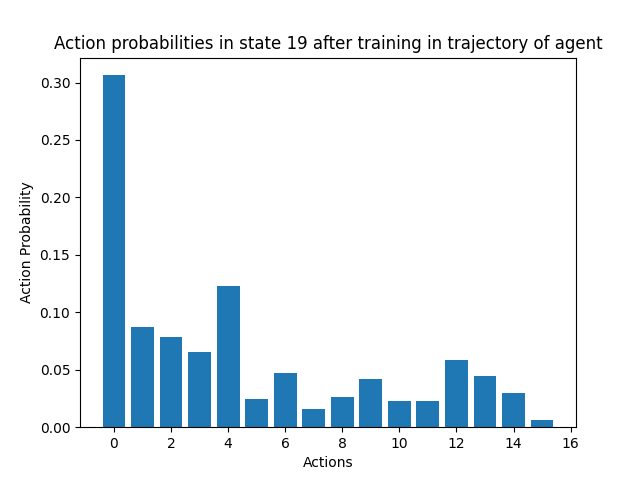 Action probabilities in state 19 after training in trajectory of agent
0.30
0.25
0.20
0.15
0.10
0.05
0.00
Action Probability
0 2 4 6 8 10 12 14 16
Actions